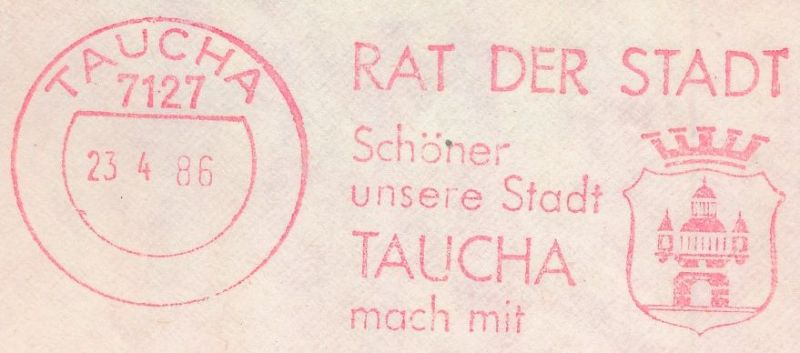 TAUCHA
7127
23 4 86
RAT DER STADT
Schöner
unsere Stadt
TAUCHA
mach mit